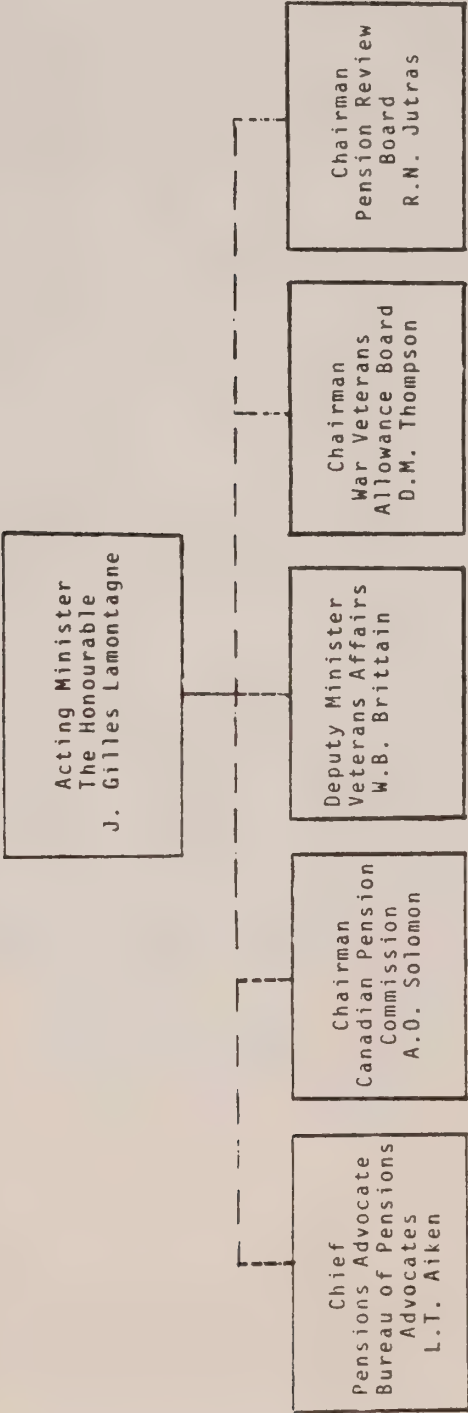 Acting Minister
The Honourable
J. Gilles Lamontagne
Chief
Pensions Advocate
Bureau of Pensions
Advocates
L.T. Aiken
Chairman
Canadian Pension
Commission
A.O. Solomon
Deputy Minister
Veterans Affairs
W.B. Brittain
Chairman
War Veterans
Allowance Board
D.M. Thompson
Chairman
Pension Review
Board
R.N. Jutras